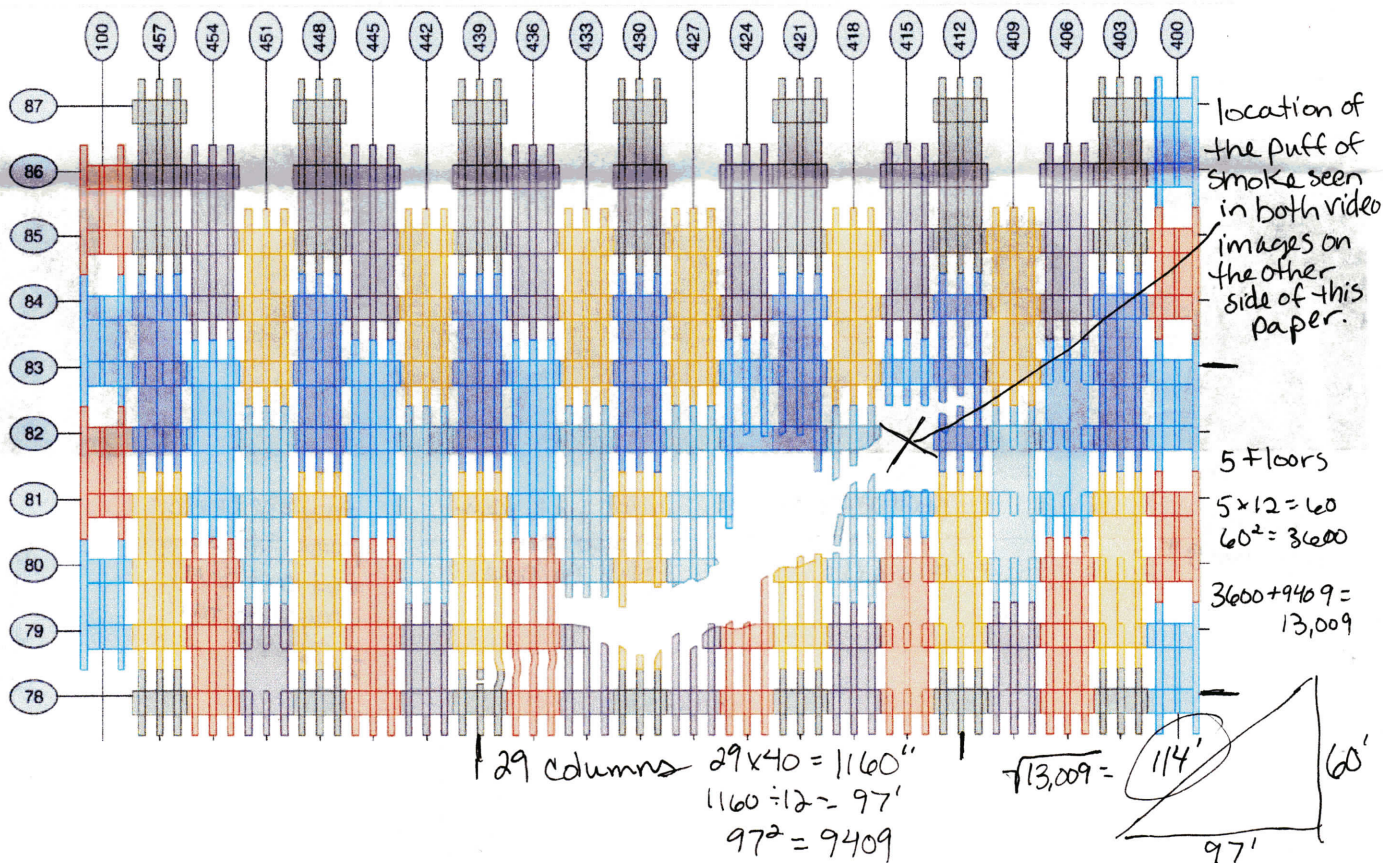 100 457 454 451 448 445 442 439 436 433 430 427 424 421 418 415 412 409 406 403 400
87
86
85
84
83
82
81
80
79
78
location of
the puff of
smoke seen
in both video
images on
the other
side of this
paper.
5 Floors
5 x 12 = 60
60² = 3600
3600 + 9409 =
13,009
29 columns 29 x 40 = 1160"
1160 ÷ 12 = 97'
97² = 9409
√13,009 = 114'
60'
97'